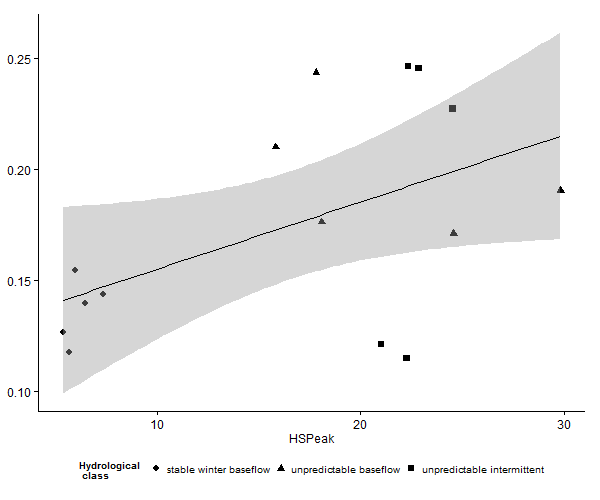 0.25
0.20
0.15
0.10
10 20 30
HSPeak
Hydrological
class
stable winter baseflow unpredictable baseflow unpredictable intermittent